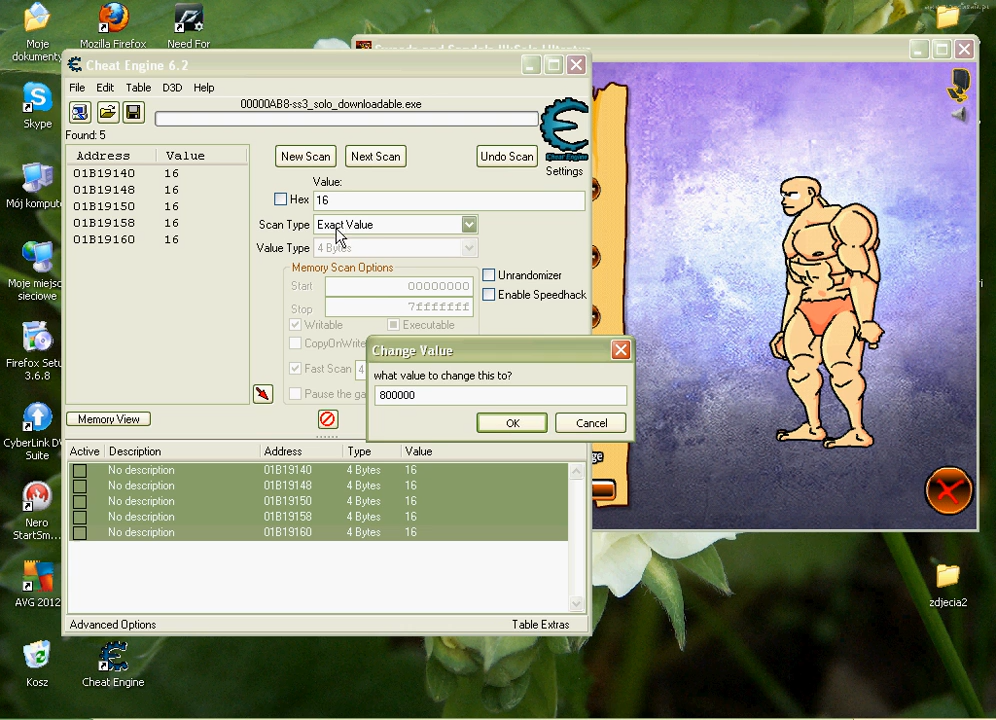 Moje
dokumenty
Mozilla Firefox
Need For
Skype
Mój kompute
Moje miejsc
sieciowe
Firefox Setu
3.6.8
CyberLink DV
Suite
Nero
StartSm...
AVG 2012
Kosz
Cheat Engine
zdjecia2
Cheat Engine 6.2
File Edit Table D3D Help
00000AB8-ss3_solo_downloadable.exe
Found: 5
Address Value
01B19140 16
01B19148 16
01B19150 16
01B19158 16
01B19160 16
New Scan Next Scan Undo Scan
Cheat Engine
Settings
Value:
Hex 16
Scan Type Exact Value
Value Type 4 Bytes
Memory Scan Options
Start 00000000
Stop 7fffffff
Writable Executable
CopyOnWrite
Fast Scan 4
Pause the ga
Unrandomizer
Enable Speedhack
Memory View
Change Value
what value to change this to?
800000
OK Cancel
Active Description Address Type Value
No description 01B19140 4 Bytes 16
No description 01B19148 4 Bytes 16
No description 01B19150 4 Bytes 16
No description 01B19158 4 Bytes 16
No description 01B19160 4 Bytes 16
Advanced Options Table Extras